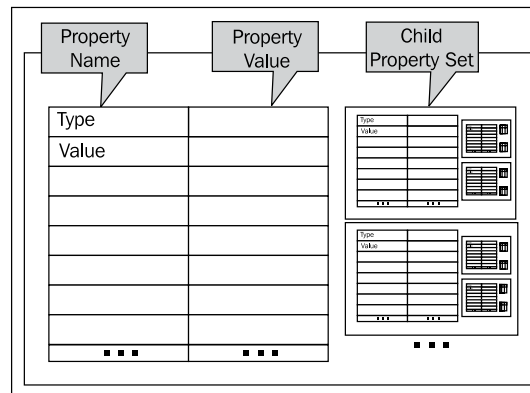 Property
Name
Property
Value
Child
Property Set
Type
Value
Type
Value
Type
Value